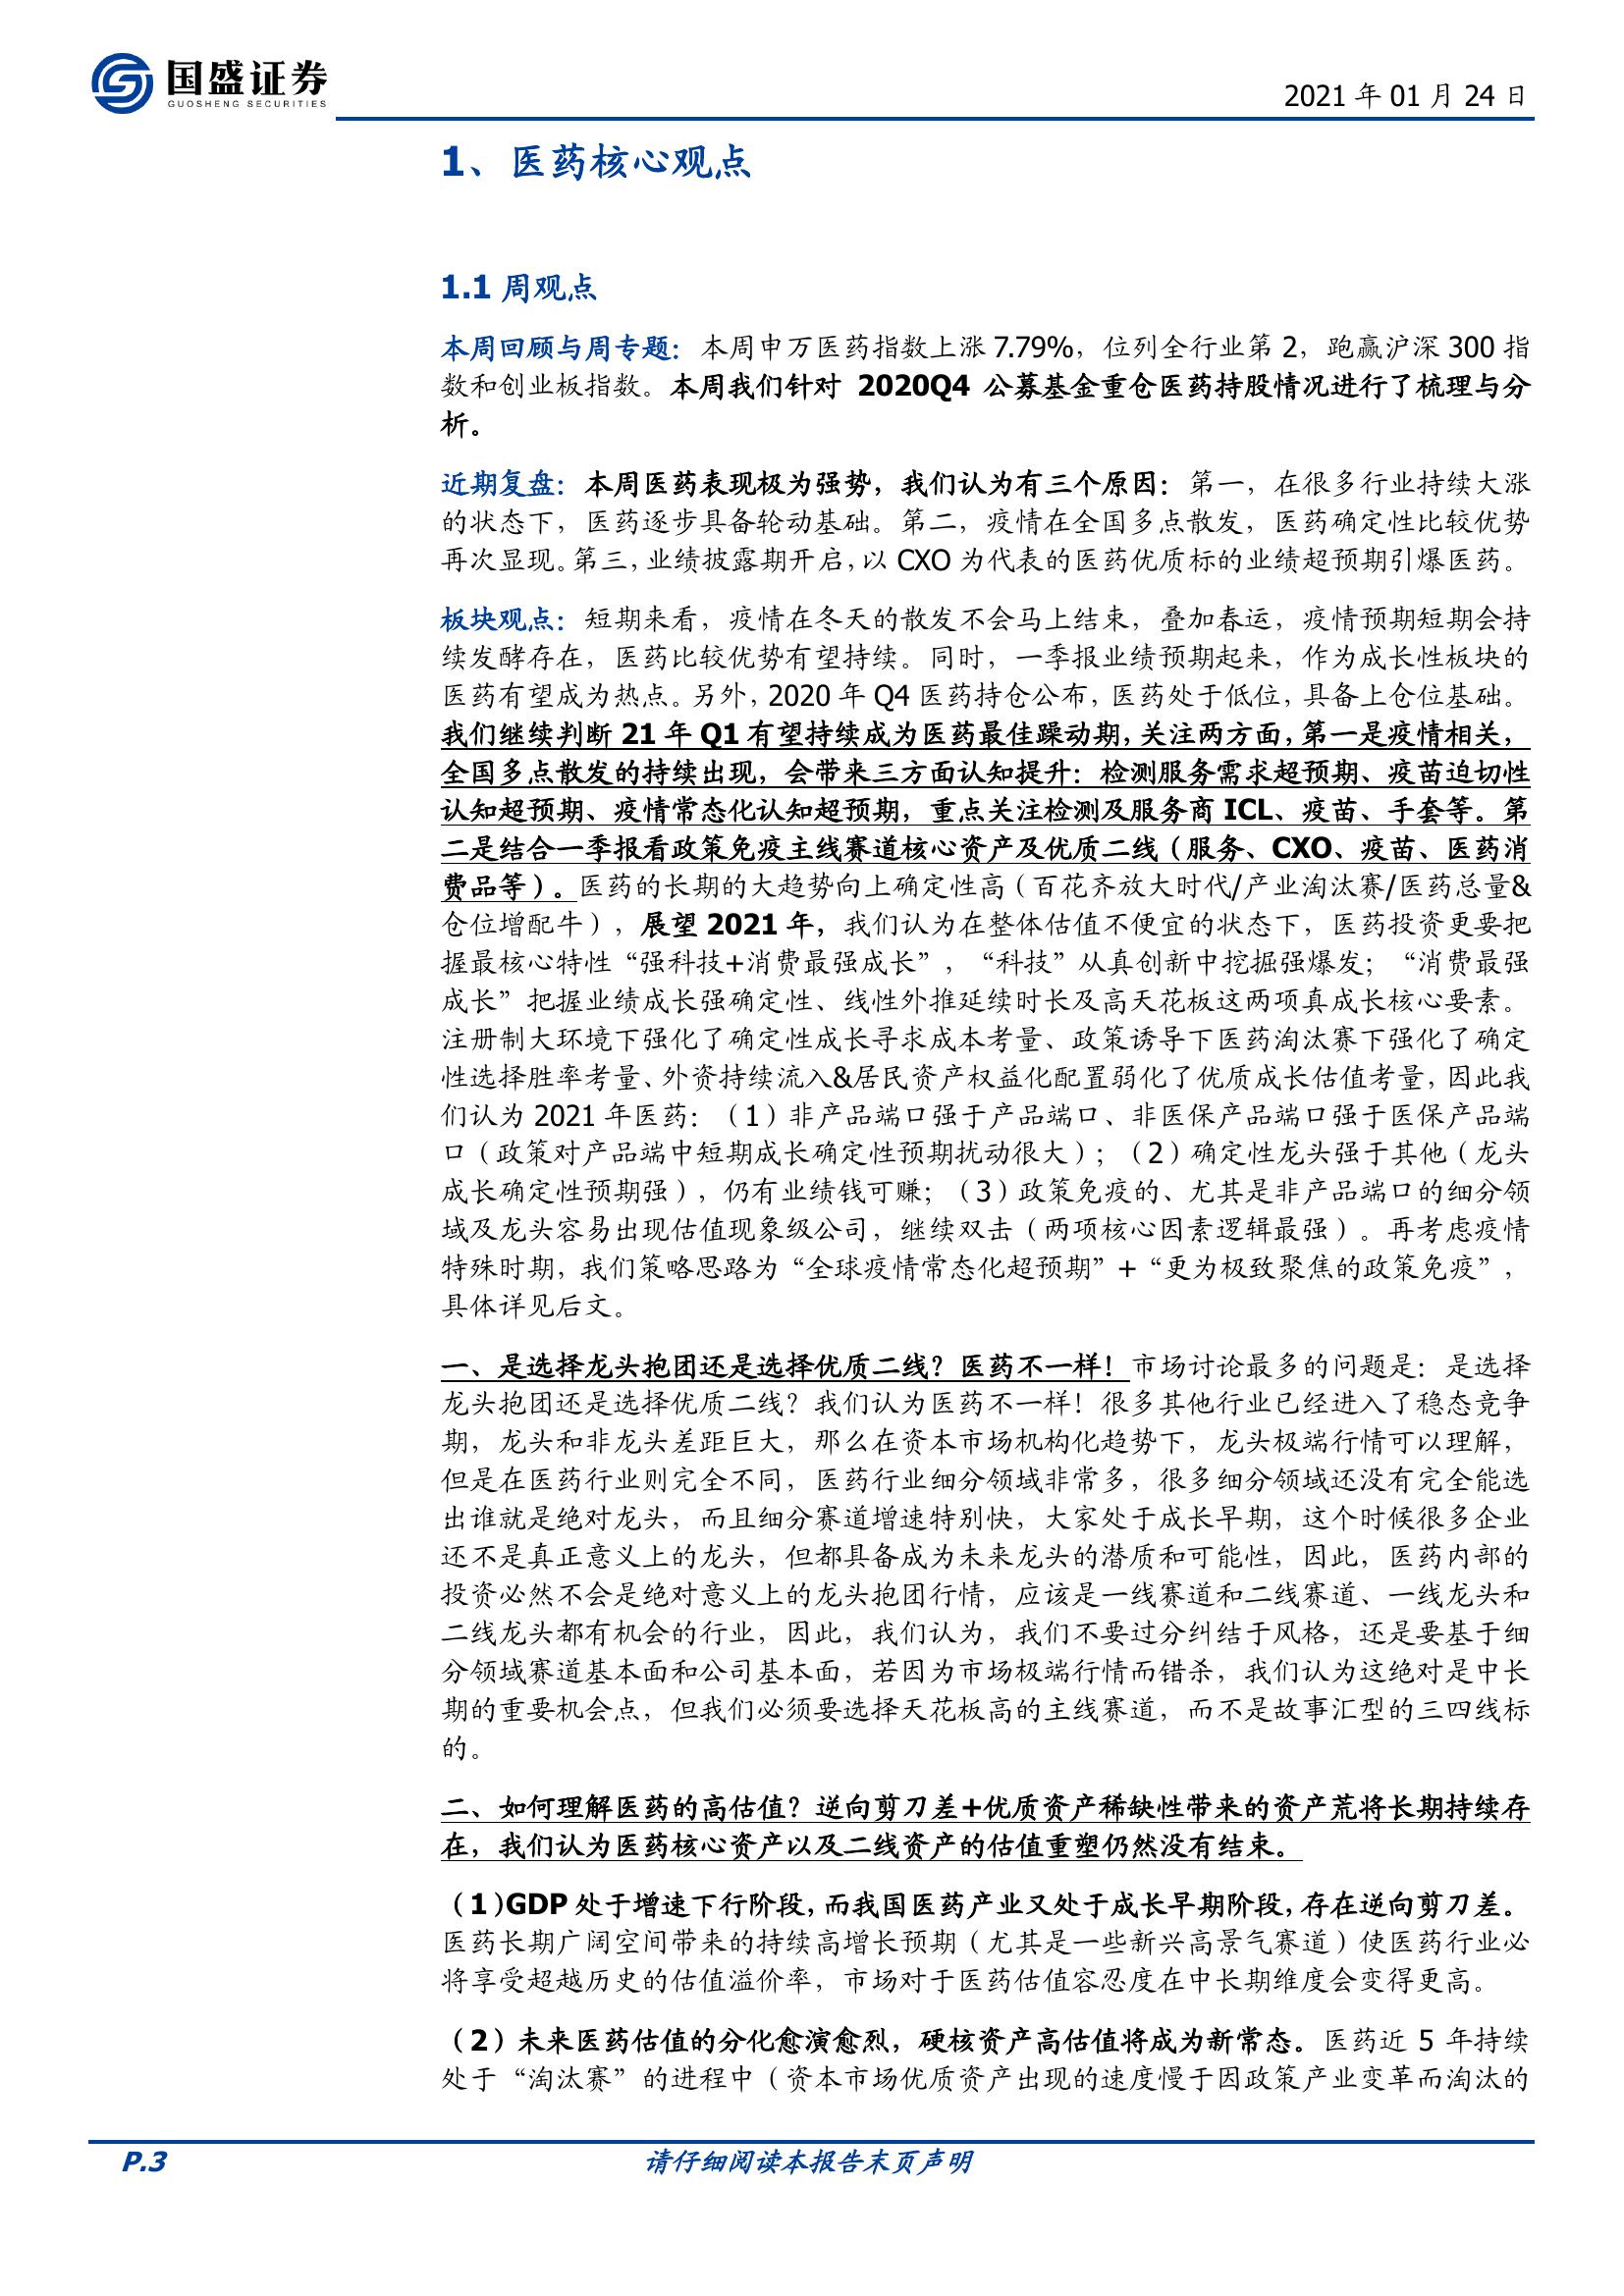 国盛证券
GUOSHENG SECURITIES
2021 年 01 月 24 日
1、医药核心观点
1.1 周观点
本周回顾与周专题：本周申万医药指数上涨 7.79%，位列全行业第 2，跑赢沪深 300 指
数和创业板指数。本周我们针对 2020Q4 公募基金重仓医药持股情况进行了梳理与分
析。
近期复盘：本周医药表现极为强势，我们认为有三个原因：第一，在很多行业持续大涨
的状态下，医药逐步具备轮动基础。第二，疫情在全国多点散发，医药确定性比较优势
再次显现。第三，业绩披露期开启，以 CXO 为代表的医药优质标的业绩超预期引爆医药。
板块观点：短期来看，疫情在冬天的散发不会马上结束，叠加春运，疫情预期短期会持
续发酵存在，医药比较优势有望持续。同时，一季报业绩预期起来，作为成长性板块的
医药有望成为热点。另外，2020 年 Q4 医药持仓公布，医药处于低位，具备上仓位基础。
我们继续判断 21 年 Q1 有望持续成为医药最佳躁动期，关注两方面，第一是疫情相关，
全国多点散发的持续出现，会带来三方面认知提升：检测服务需求超预期、疫苗迫切性
认知超预期、疫情常态化认知超预期，重点关注检测及服务商 ICL、疫苗、手套等。第
二是结合一季报看政策免疫主线赛道核心资产及优质二线（服务、CXO、疫苗、医药消
费品等）。医药的长期的大趋势向上确定性高（百花齐放大时代/产业淘汰赛/医药总量&
仓位增配牛），展望 2021 年，我们认为在整体估值不便宜的状态下，医药投资更要把
握最核心特性“强科技+消费最强成长”，“科技”从真创新中挖掘强爆发；“消费最强
成长”把握业绩成长强确定性、线性外推延续时长及高天花板这两项真成长核心要素。
注册制大环境下强化了确定性成长寻求成本考量、政策诱导下医药淘汰赛下强化了确定
性选择胜率考量、外资持续流入&居民资产权益化配置弱化了优质成长估值考量，因此我
们认为 2021 年医药：（1）非产品端口强于产品端口、非医保产品端口强于医保产品端
口（政策对产品端中短期成长确定性预期扰动很大）；（2）确定性龙头强于其他（龙头
成长确定性预期强），仍有业绩钱可赚；（3）政策免疫的、尤其是非产品端口的细分领
域及龙头容易出现估值现象级公司，继续双击（两项核心因素逻辑最强）。再考虑疫情
特殊时期，我们策略思路为“全球疫情常态化超预期”+“更为极致聚焦的政策免疫”，
具体详见后文。
一、是选择龙头抱团还是选择优质二线？医药不一样！市场讨论最多的问题是：是选择
龙头抱团还是选择优质二线？我们认为医药不一样！很多其他行业已经进入了稳态竞争
期，龙头和非龙头差距巨大，那么在资本市场机构化趋势下，龙头极端行情可以理解，
但是在医药行业则完全不同，医药行业细分领域非常多，很多细分领域还没有完全能选
出谁就是绝对龙头，而且细分赛道增速特别快，大家处于成长早期，这个时候很多企业
还不是真正意义上的龙头，但都具备成为未来龙头的潜质和可能性，因此，医药内部的
投资必然不会是绝对意义上的龙头抱团行情，应该是一线赛道和二线赛道、一线龙头和
二线龙头都有机会的行业，因此，我们认为，我们不要过分纠结于风格，还是要基于细
分领域赛道基本面和公司基本面，若因为市场极端行情而错杀，我们认为这绝对是中长
期的重要机会点，但我们必须要选择天花板高的主线赛道，而不是故事汇型的三四线标
的。
二、如何理解医药的高估值？逆向剪刀差+优质资产稀缺性带来的资产荒将长期持续存
在，我们认为医药核心资产以及二线资产的估值重塑仍然没有结束。
（1）GDP 处于增速下行阶段，而我国医药产业又处于成长早期阶段，存在逆向剪刀差。
医药长期广阔空间带来的持续高增长预期（尤其是一些新兴高景气赛道）使医药行业必
将享受超越历史的估值溢价率，市场对于医药估值容忍度在中长期维度会变得更高。
（2）未来医药估值的分化愈演愈烈，硬核资产高估值将成为新常态。医药近 5 年持续
处于“淘汰赛”的进程中（资本市场优质资产出现的速度慢于因政策产业变革而淘汰的
P.3
请仔细阅读本报告末页声明